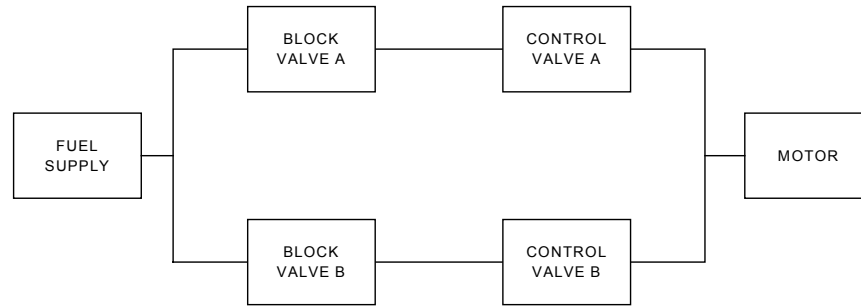 BLOCK
VALVE A
CONTROL
VALVE A
FUEL
SUPPLY
MOTOR
BLOCK
VALVE B
CONTROL
VALVE B